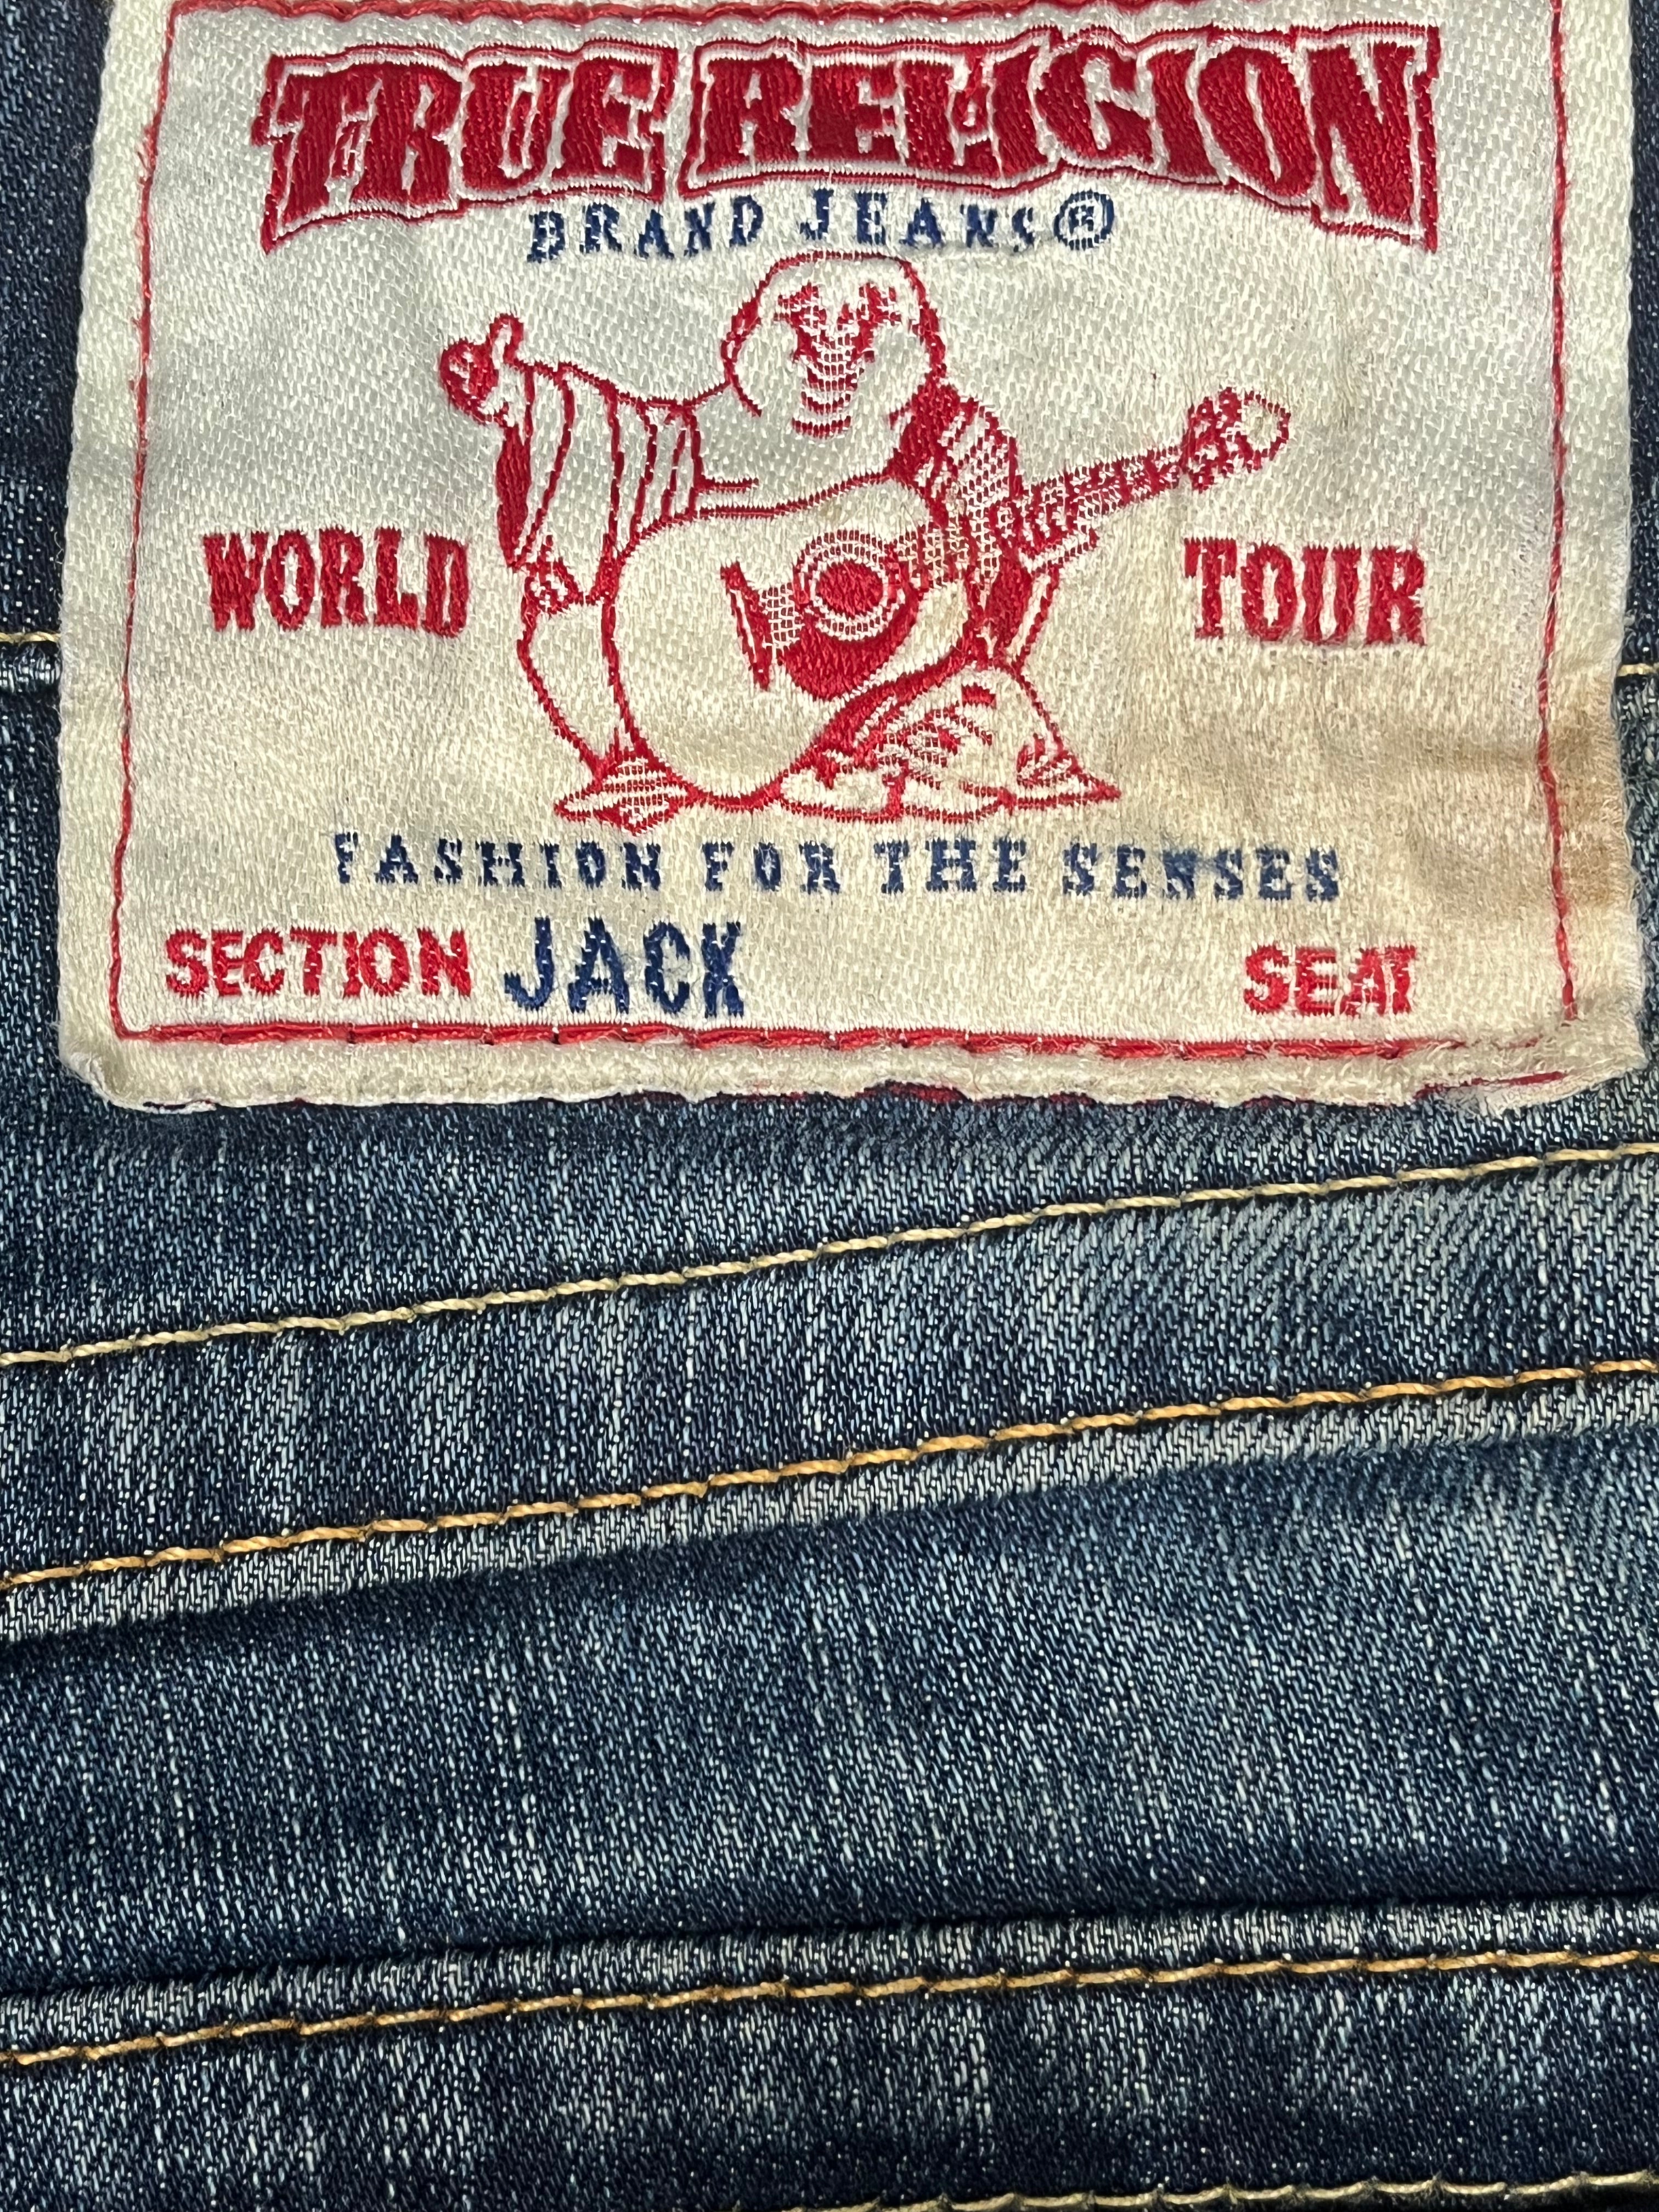 TRUE RELIGION
BRAND JEANS®
WORLD TOUR
FASHION FOR THE SENSES
SECTION JACK SEAT